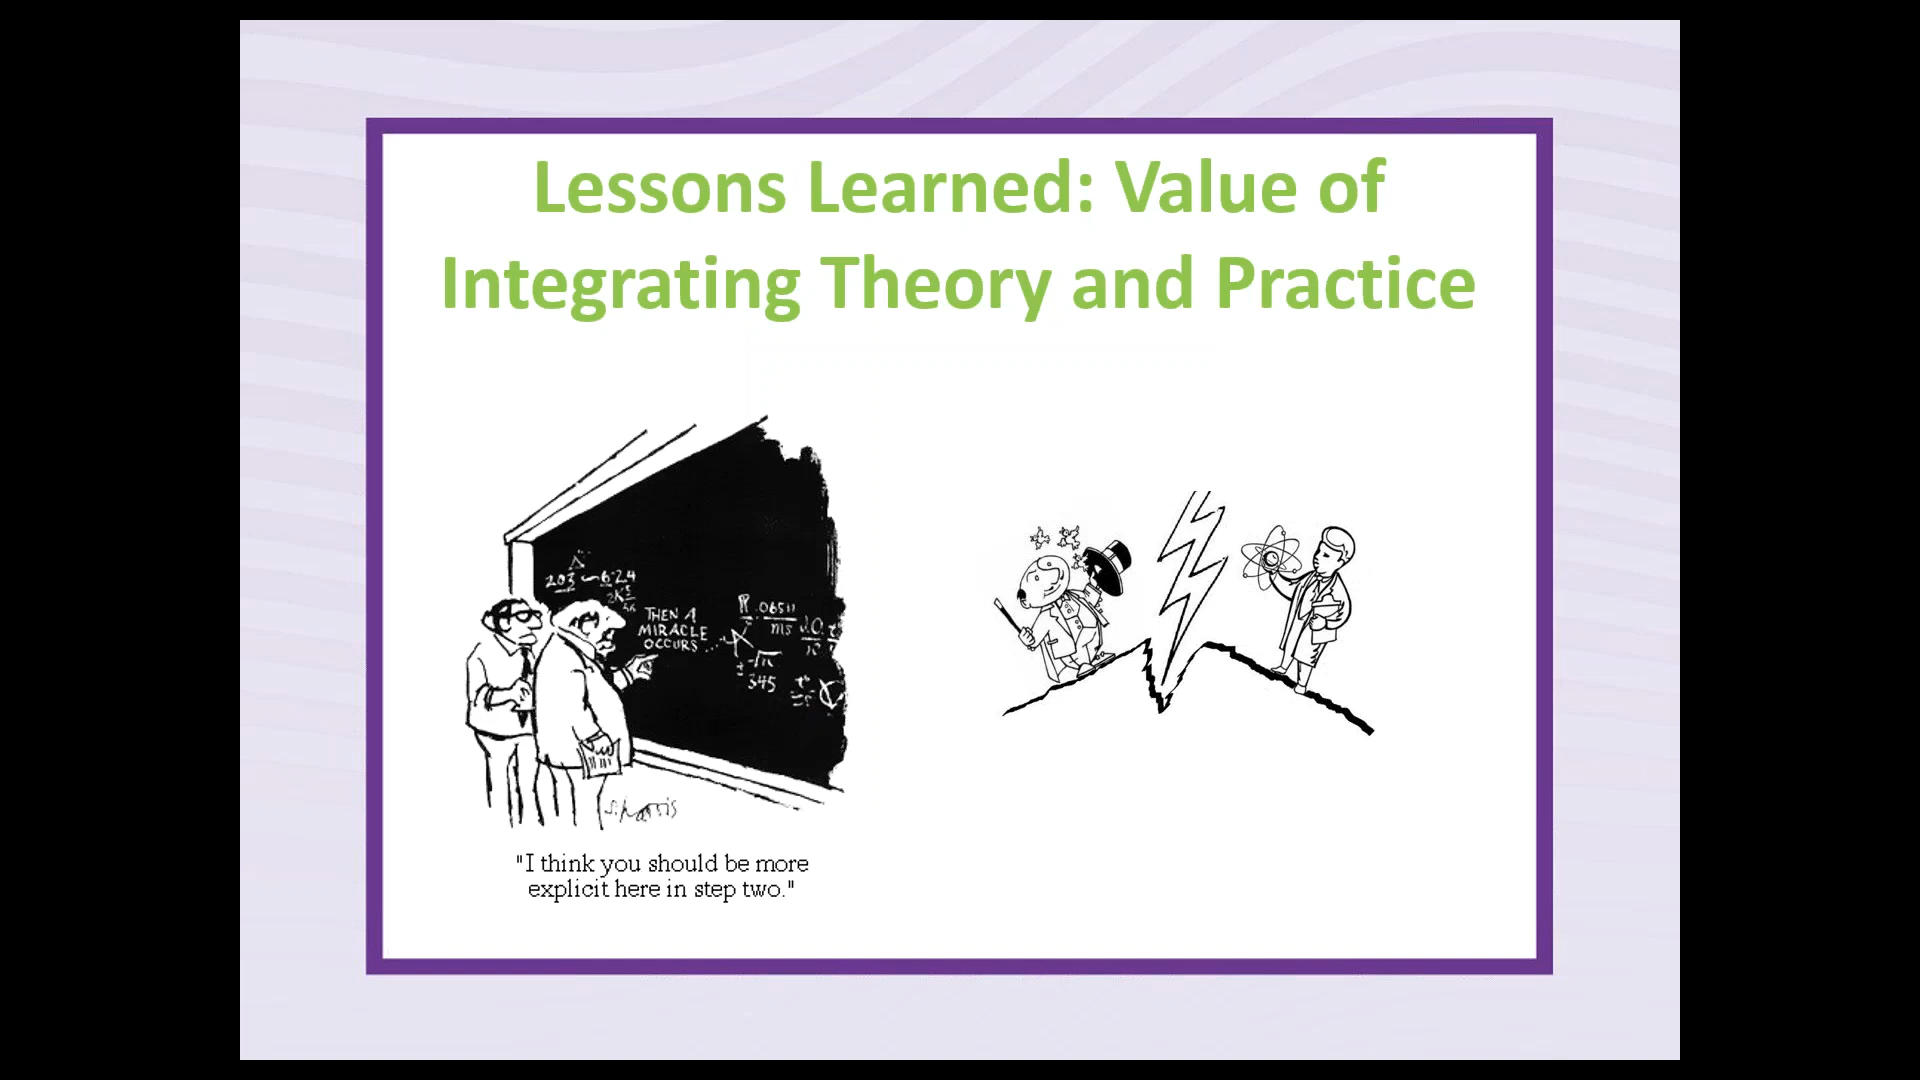 Lessons Learned: Value of
Integrating Theory and Practice
THEN A
MIRACLE
OCCURS...
S. Harris
"I think you should be more
explicit here in step two."